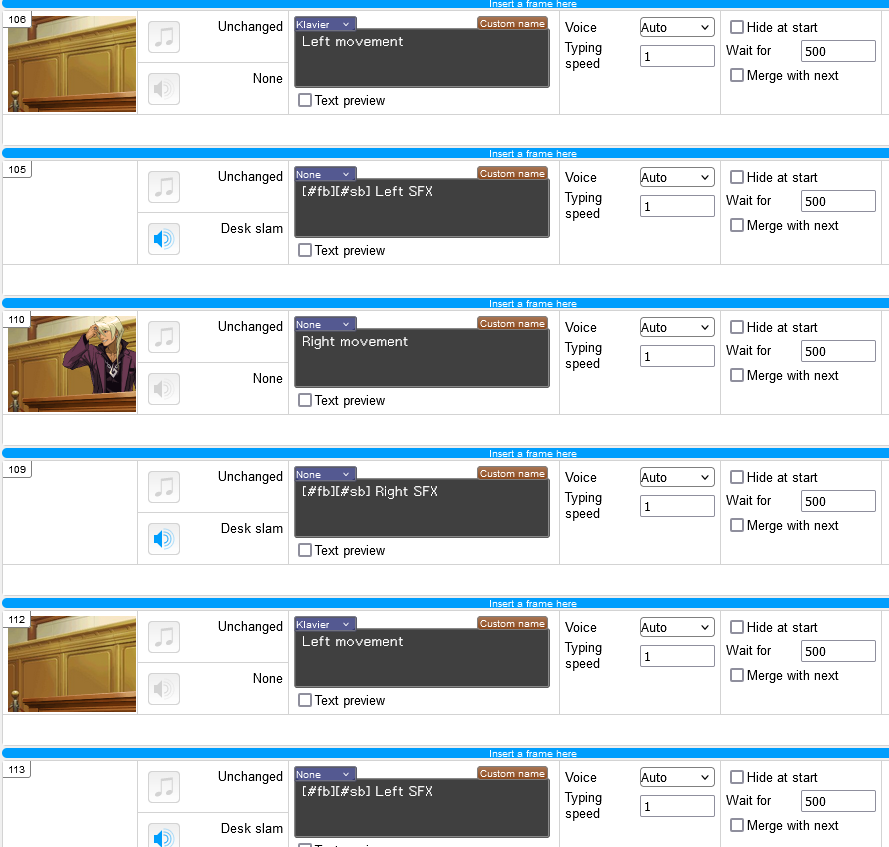 Insert a frame here
106
Unchanged
None
Klavier
Custom name
Left movement
Text preview
Voice
Auto
Typing speed
1
Hide at start
Wait for
500
Merge with next
Insert a frame here
105
Unchanged
Desk slam
None
Custom name
[#fb][#sb] Left SFX
Text preview
Voice
Auto
Typing speed
1
Hide at start
Wait for
500
Merge with next
Insert a frame here
110
Unchanged
None
None
Custom name
Right movement
Text preview
Voice
Auto
Typing speed
1
Hide at start
Wait for
500
Merge with next
Insert a frame here
109
Unchanged
Desk slam
None
Custom name
[#fb][#sb] Right SFX
Text preview
Voice
Auto
Typing speed
1
Hide at start
Wait for
500
Merge with next
Insert a frame here
112
Unchanged
None
Klavier
Custom name
Left movement
Text preview
Voice
Auto
Typing speed
1
Hide at start
Wait for
500
Merge with next
Insert a frame here
113
Unchanged
Desk slam
None
Custom name
[#fb][#sb] Left SFX
Voice
Auto
Typing speed
1
Hide at start
Wait for
500
Merge with next